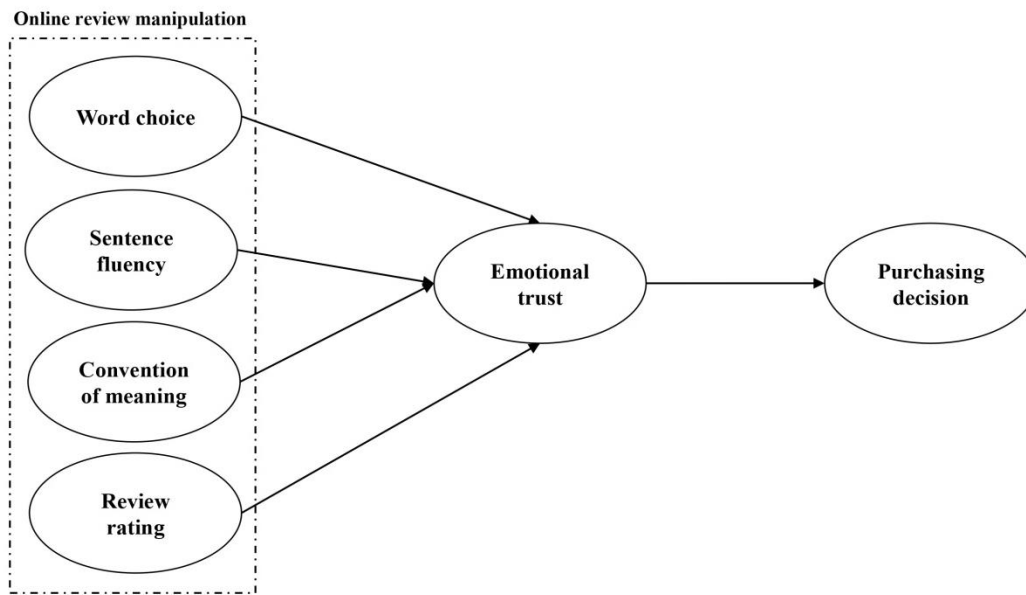 Online review manipulation
Word choice
Sentence
fluency
Convention
of meaning
Review
rating
Emotional
trust
Purchasing
decision